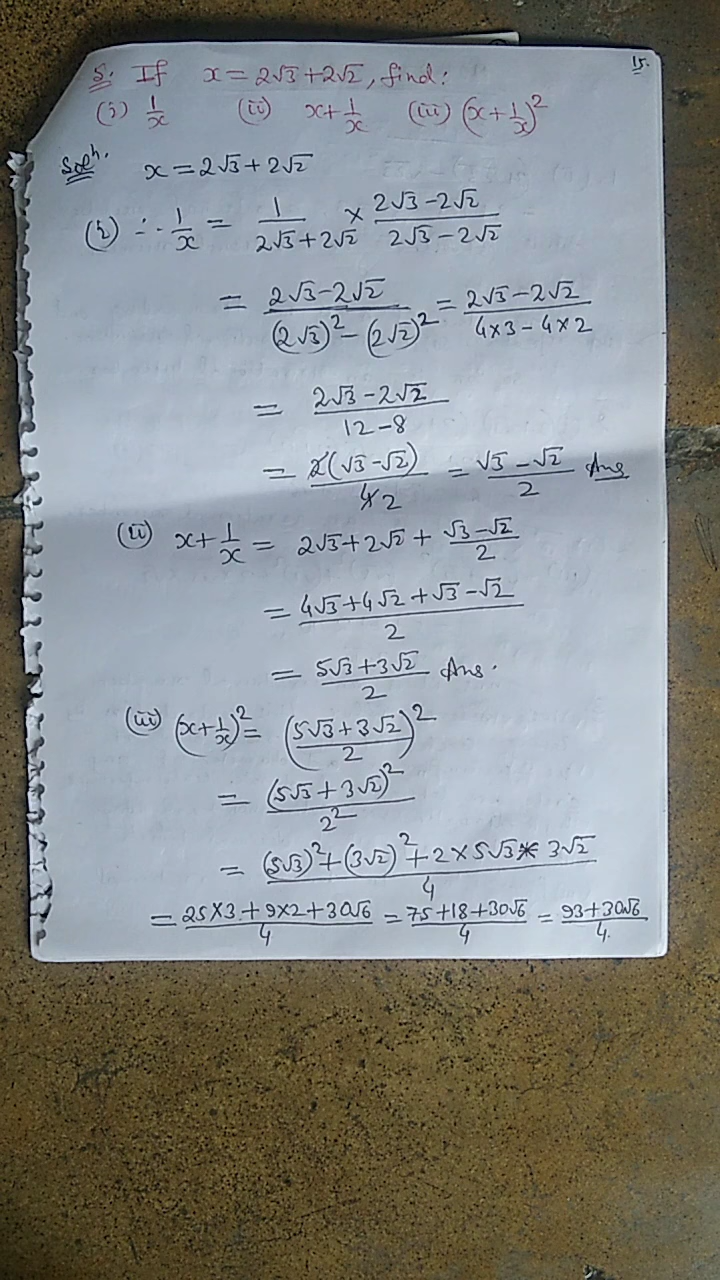 15.
5. If x = 2√3 + 2√2, find:
(i) 1/x (ii) x + 1/x (iii) (x + 1/x)²
Solⁿ. x = 2√3 + 2√2
(i) ∴ 1/x = 1/(2√3 + 2√2) × (2√3 − 2√2)/(2√3 − 2√2)
= (2√3 − 2√2)/((2√3)² − (2√2)²) = (2√3 − 2√2)/(4×3 − 4×2)
= (2√3 − 2√2)/(12 − 8)
= 2(√3 − √2)/4 2 = (√3 − √2)/2 Ans
(ii) x + 1/x = 2√3 + 2√2 + (√3 − √2)/2
= (4√3 + 4√2 + √3 − √2)/2
= (5√3 + 3√2)/2 Ans.
(iii) (x + 1/x)² = ((5√3 + 3√2)/2)²
= (5√3 + 3√2)²/2²
= ((5√3)² + (3√2)² + 2 × 5√3 × 3√2)/4
= (25×3 + 9×2 + 30√6)/4 = (75 + 18 + 30√6)/4 = (93 + 30√6)/4.